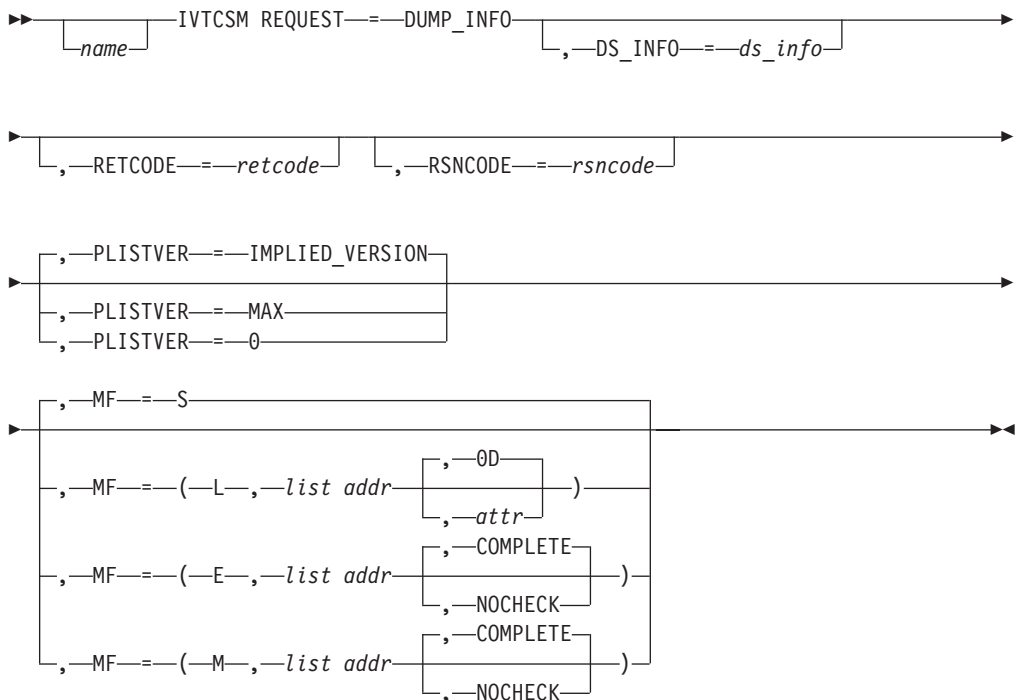 IVTCSM REQUEST = DUMP_INFO
name , DS_INFO = ds_info
, RETCODE = retcode , RSNCODE = rsncode
, PLISTVER = IMPLIED_VERSION
, PLISTVER = MAX
, PLISTVER = 0
, MF = S
, 0D
, MF = ( L , list addr )
, attr
, COMPLETE
, MF = ( E , list addr )
, NOCHECK
, COMPLETE
, MF = ( M , list addr )
, NOCHECK